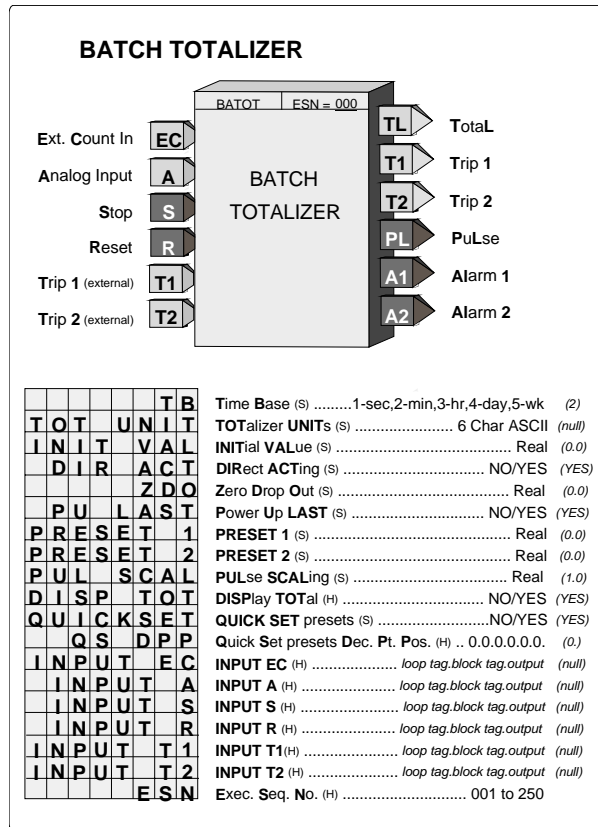 BATCH TOTALIZER
BATOT ESN = 000
Ext. Count In EC
Analog Input A
Stop S
Reset R
Trip 1 (external) T1
Trip 2 (external) T2
BATCH
TOTALIZER
TL TotaL
T1 Trip 1
T2 Trip 2
PL PuLse
A1 Alarm 1
A2 Alarm 2
TB Time Base (S) .........1-sec,2-min,3-hr,4-day,5-wk (2)
TOT UNIT TOTalizer UNITs (S) ............................ 6 Char ASCII (null)
INIT VAL INITial VALue (S) ......................................... Real (0.0)
DIR ACT DIRect ACTing (S) .................................. NO/YES (YES)
ZDO Zero Drop Out (S) ........................................ Real (0.0)
PU LAST Power Up LAST (S) ................................ NO/YES (YES)
PRESET 1 PRESET 1 (S) ................................................ Real (0.0)
PRESET 2 PRESET 2 (S) ................................................ Real (0.0)
PUL SCAL PULse SCALing (S) ...................................... Real (1.0)
DISP TOT DISPlay TOTal (H) ................................... NO/YES (YES)
QUICKSET QUICK SET presets (S) ............................NO/YES (YES)
QS DPP Quick Set presets Dec. Pt. Pos. (H) .. 0.0.0.0.0.0. (0.)
INPUT EC INPUT EC (H) ................... loop tag.block tag.output (null)
INPUT A INPUT A (H) ...................... loop tag.block tag.output (null)
INPUT S INPUT S (H) ...................... loop tag.block tag.output (null)
INPUT R INPUT R (H) ...................... loop tag.block tag.output (null)
INPUT T1 INPUT T1(H) ..................... loop tag.block tag.output (null)
INPUT T2 INPUT T2 (H) .................... loop tag.block tag.output (null)
ESN Exec. Seq. No. (H) ............................. 001 to 250